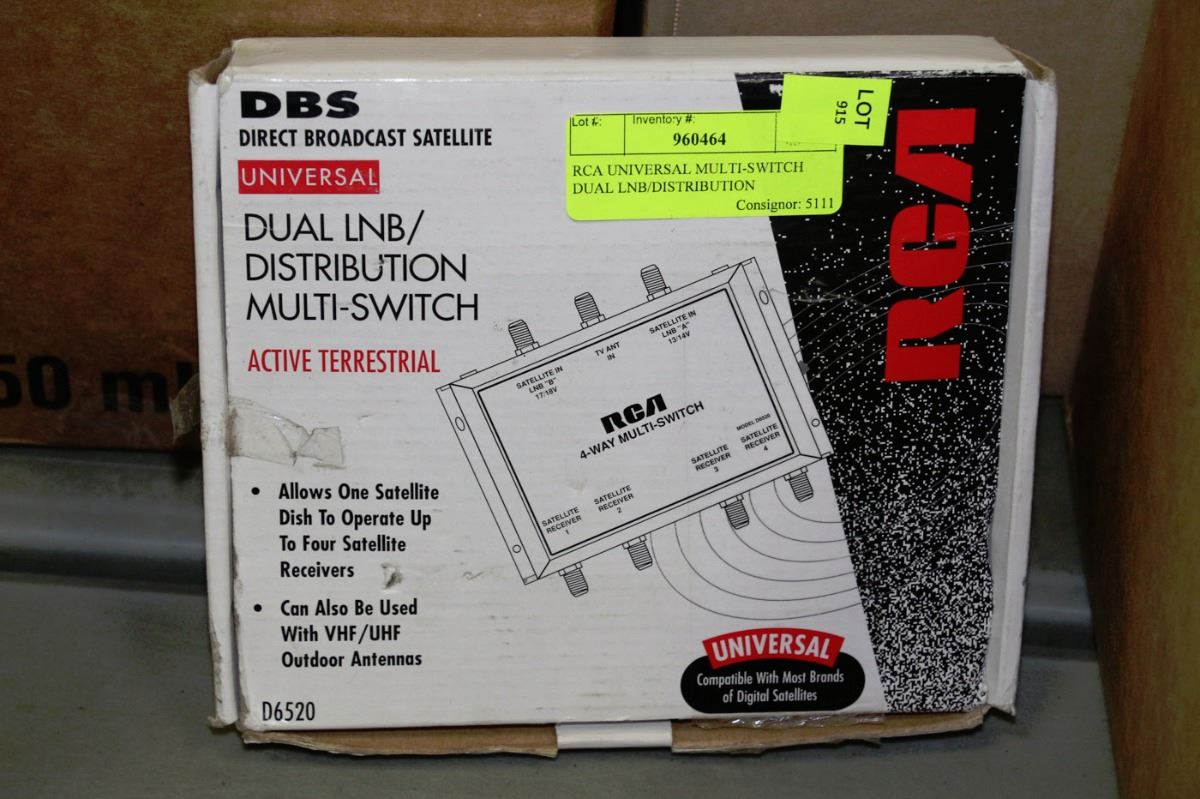 DBS
DIRECT BROADCAST SATELLITE
UNIVERSAL
DUAL LNB/
DISTRIBUTION
MULTI-SWITCH
ACTIVE TERRESTRIAL
Lot #:
Inventory #:
960464
RCA UNIVERSAL MULTI-SWITCH
DUAL LNB/DISTRIBUTION
Consignor: 5111
LOT
915
RCA
SATELLITE IN
LNB "B"
17/18V
TV ANT
IN
SATELLITE IN
LNB "A"
13/14V
RCA
4-WAY MULTI-SWITCH
MODEL D6520
SATELLITE
RECEIVER
1
SATELLITE
RECEIVER
2
SATELLITE
RECEIVER
3
SATELLITE
RECEIVER
4
• Allows One Satellite
Dish To Operate Up
To Four Satellite
Receivers
• Can Also Be Used
With VHF/UHF
Outdoor Antennas
D6520
UNIVERSAL
Compatible With Most Brands
of Digital Satellites
50 ml